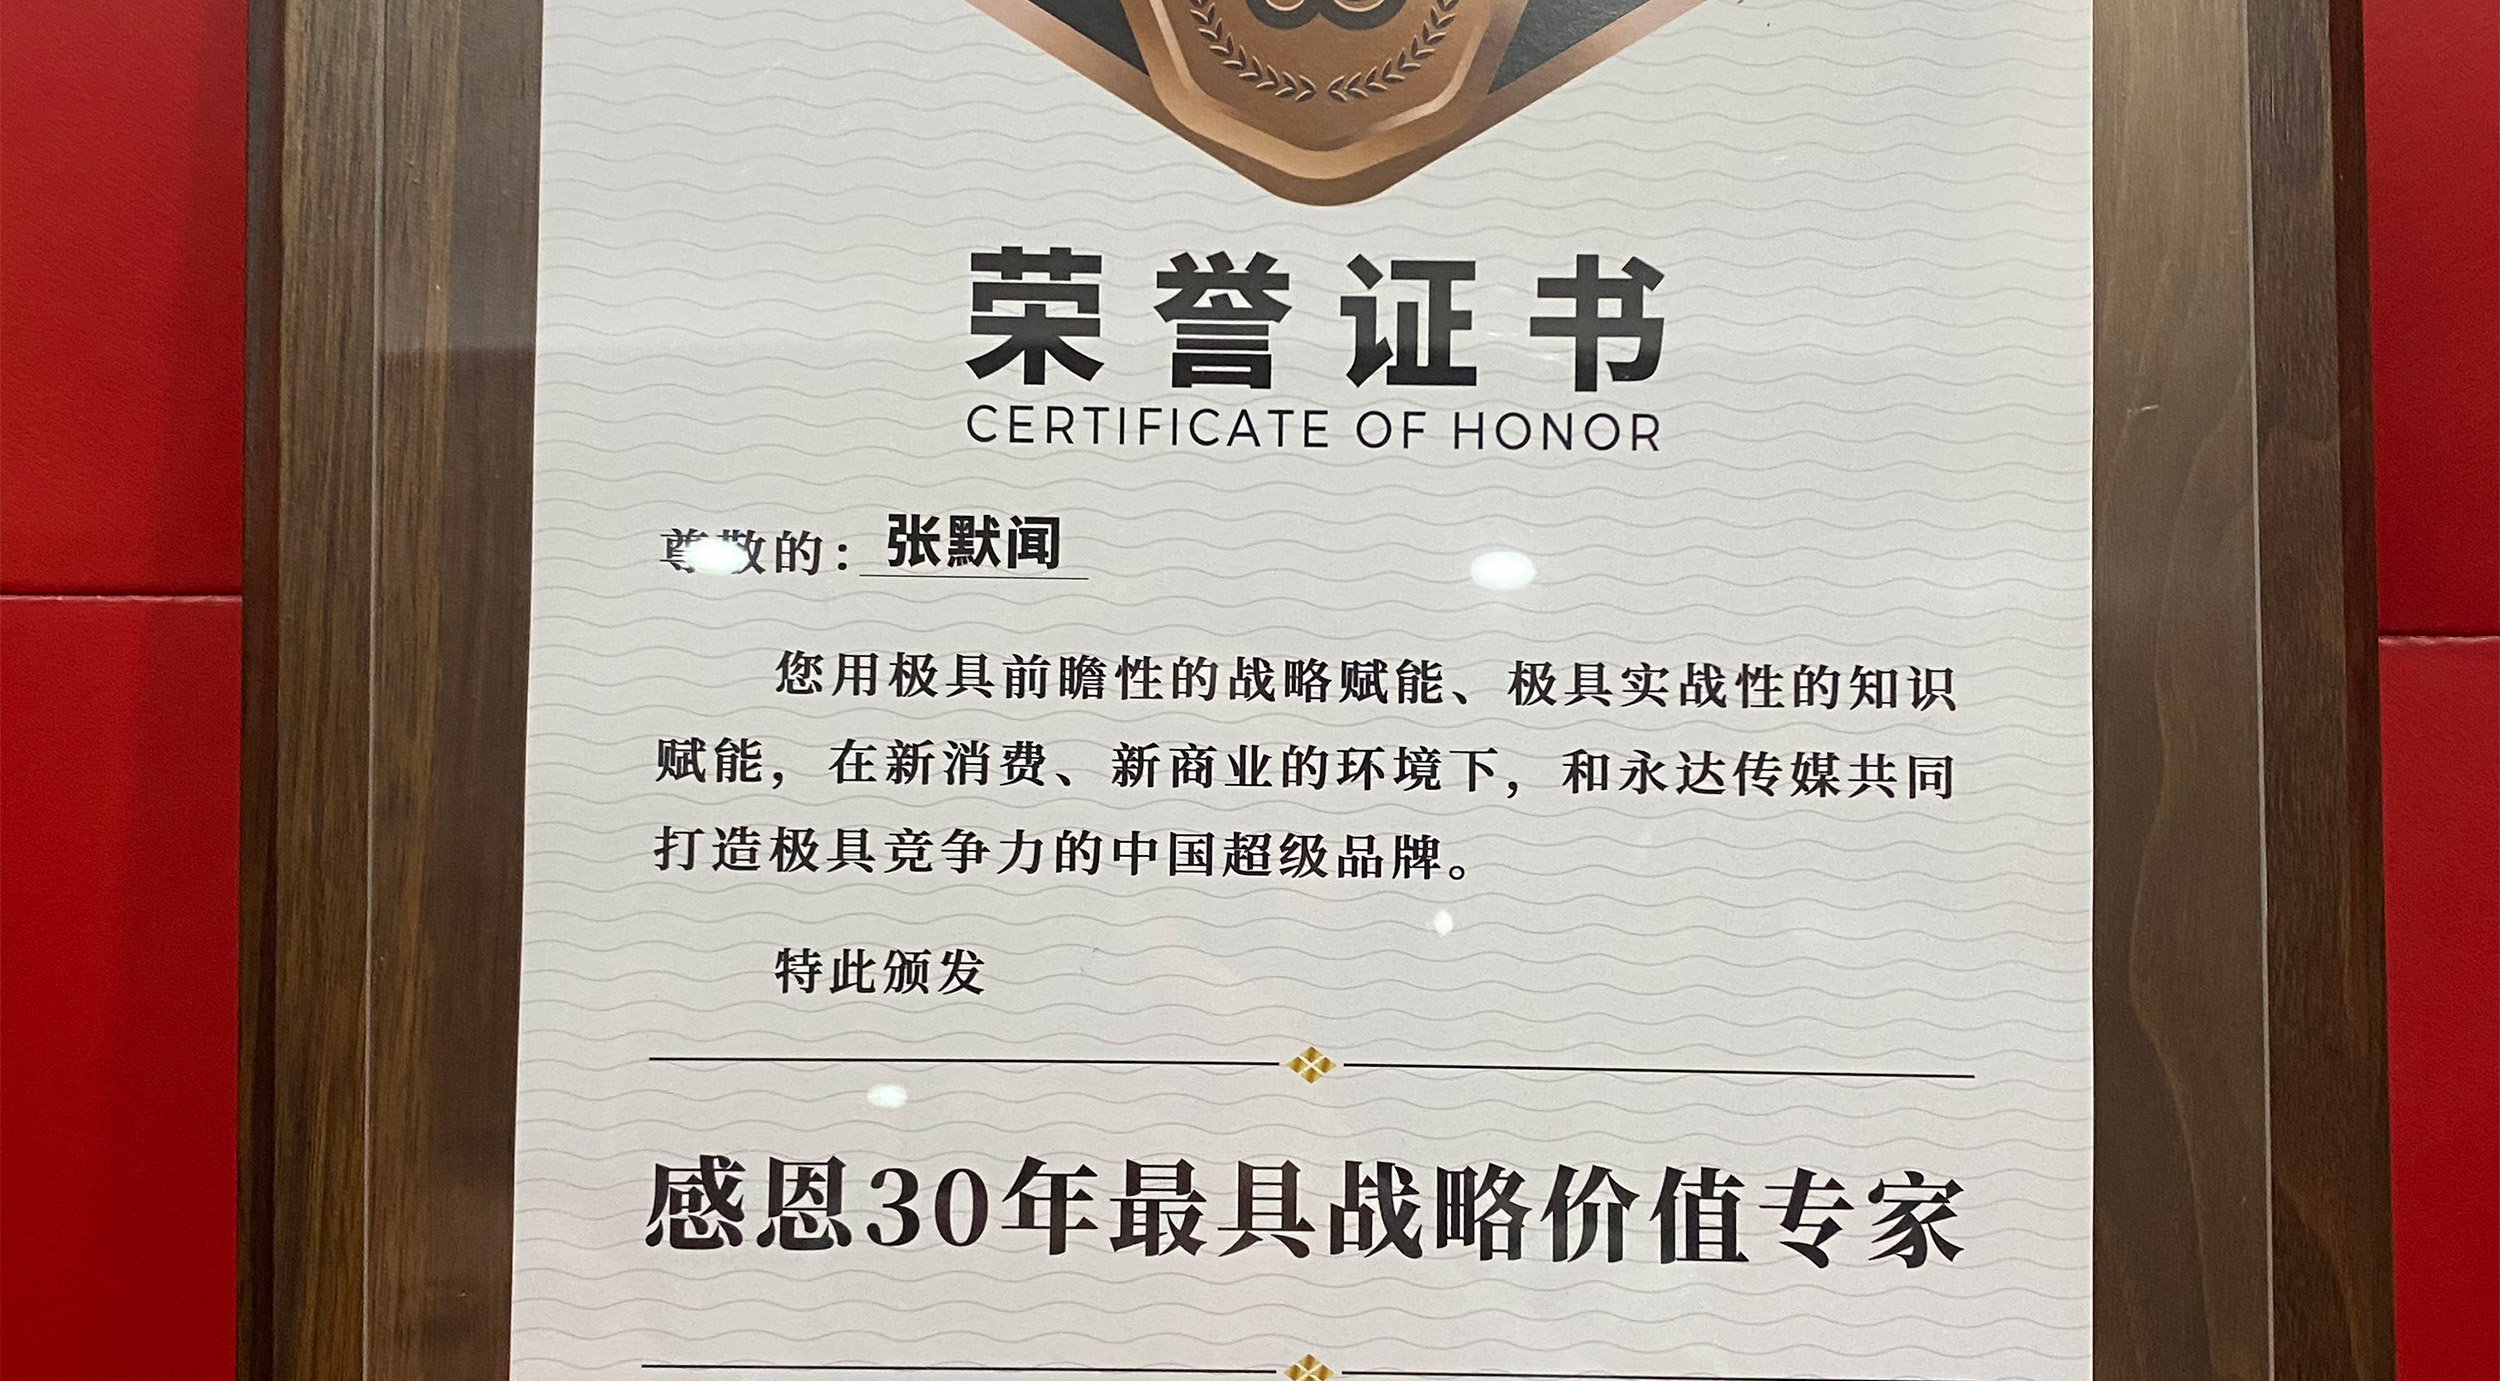 荣誉证书
CERTIFICATE OF HONOR
尊敬的：张默闻
您用极具前瞻性的战略赋能、极具实战性的知识
赋能，在新消费、新商业的环境下，和永达传媒共同
打造极具竞争力的中国超级品牌。
特此颁发
感恩30年最具战略价值专家